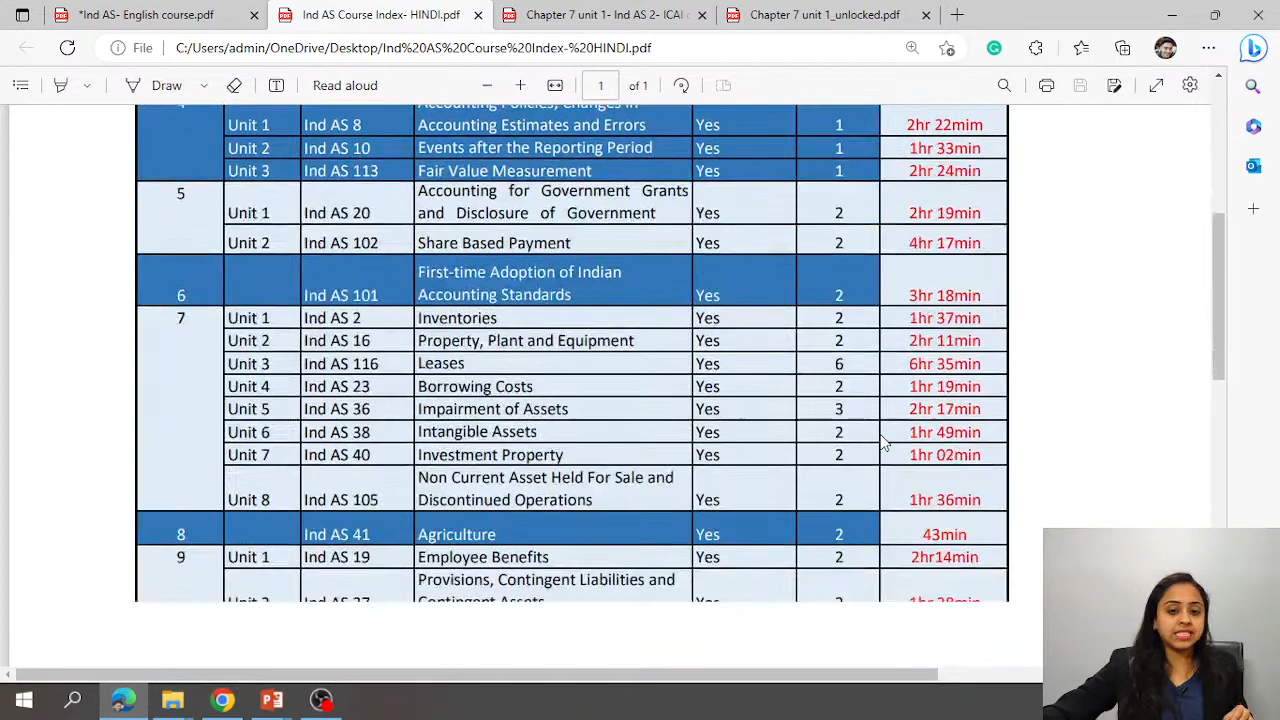 *Ind AS- English course.pdf
Ind AS Course Index- HINDI.pdf
Chapter 7 unit 1- Ind AS 2- ICAI
Chapter 7 unit 1_unlocked.pdf
File C:/Users/admin/OneDrive/Desktop/Ind%20AS%20Course%20Index-%20HINDI.pdf
Draw Read aloud 1 of 1
Accounting Policies, Changes in
Unit 1 Ind AS 8 Accounting Estimates and Errors Yes 1 2hr 22mim
Unit 2 Ind AS 10 Events after the Reporting Period Yes 1 1hr 33min
Unit 3 Ind AS 113 Fair Value Measurement Yes 1 2hr 24min
5 Accounting for Government Grants
Unit 1 Ind AS 20 and Disclosure of Government Yes 2 2hr 19min
Unit 2 Ind AS 102 Share Based Payment Yes 2 4hr 17min
First-time Adoption of Indian
6 Ind AS 101 Accounting Standards Yes 2 3hr 18min
7 Unit 1 Ind AS 2 Inventories Yes 2 1hr 37min
Unit 2 Ind AS 16 Property, Plant and Equipment Yes 2 2hr 11min
Unit 3 Ind AS 116 Leases Yes 6 6hr 35min
Unit 4 Ind AS 23 Borrowing Costs Yes 2 1hr 19min
Unit 5 Ind AS 36 Impairment of Assets Yes 3 2hr 17min
Unit 6 Ind AS 38 Intangible Assets Yes 2 1hr 49min
Unit 7 Ind AS 40 Investment Property Yes 2 1hr 02min
Non Current Asset Held For Sale and
Unit 8 Ind AS 105 Discontinued Operations Yes 2 1hr 36min
8 Ind AS 41 Agriculture Yes 2 43min
9 Unit 1 Ind AS 19 Employee Benefits Yes 2 2hr14min
Provisions, Contingent Liabilities and
Contingent Assets